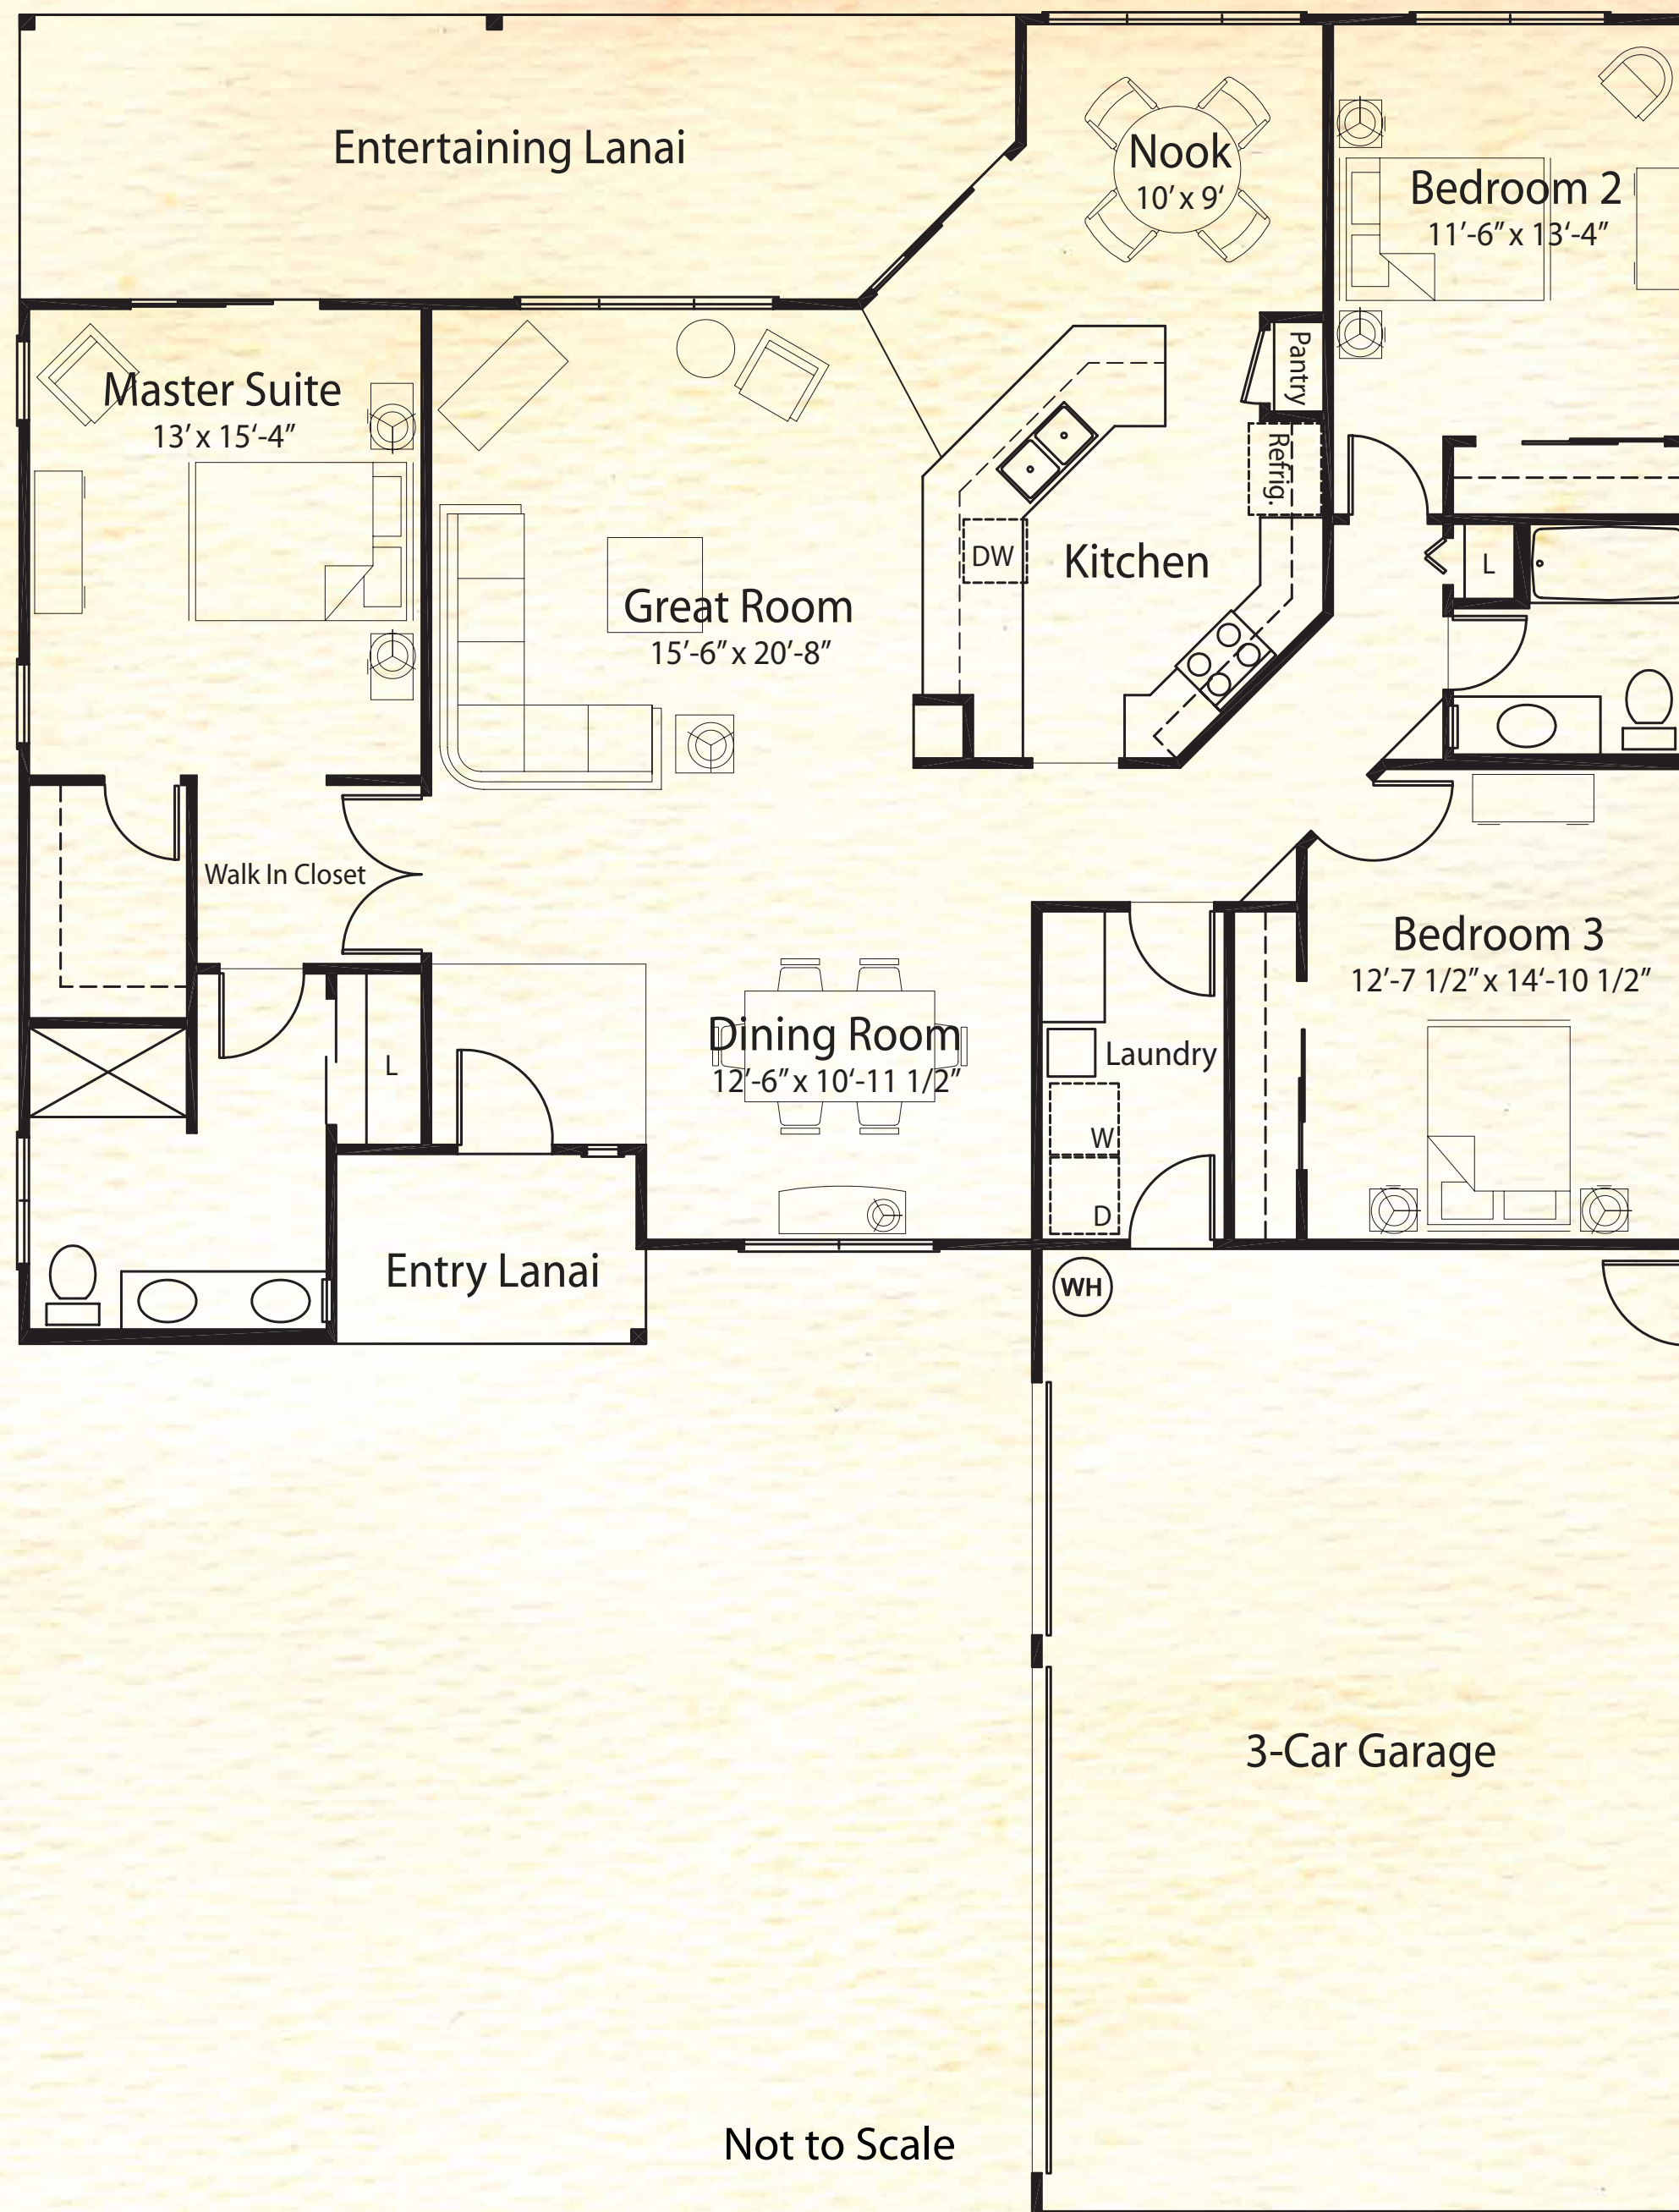 Entertaining Lanai
Nook
10’ x 9‘
Bedroom 2
11’-6” x 13‘-4”
Master Suite
13’ x 15‘-4”
Pantry
Refrig.
DW
Kitchen
L
Great Room
15’-6” x 20‘-8”
Walk In Closet
Bedroom 3
12’-7 1/2” x 14‘-10 1/2”
L
Dining Room
12’-6” x 10‘-11 1/2”
Laundry
W
D
Entry Lanai
WH
3-Car Garage
Not to Scale